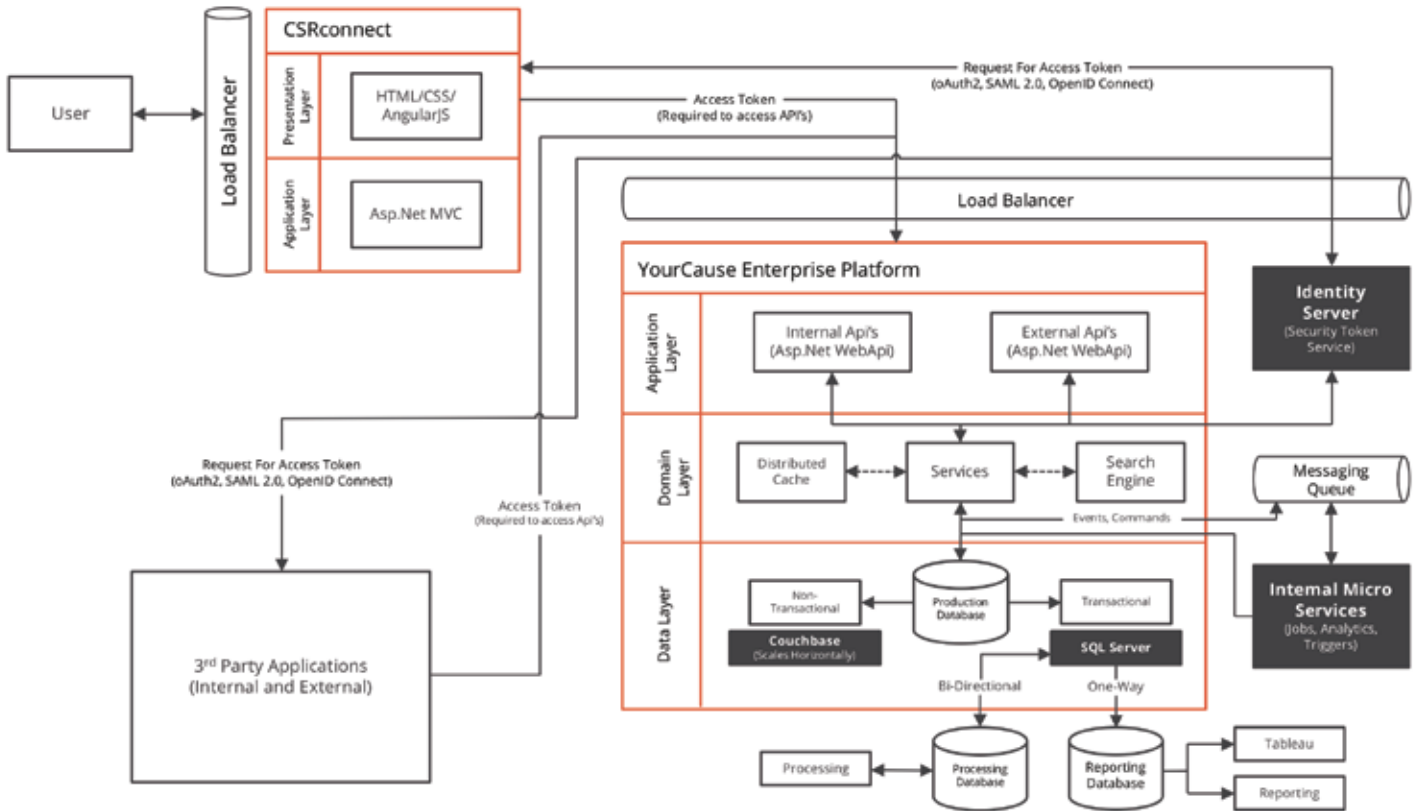 CSRconnect
User
Load Balancer
Presentation
Layer
HTML/CSS/
AngularJS
Application
Layer
Asp.Net MVC
Request For Access Token
(oAuth2, SAML 2.0, OpenID Connect)
Access Token
(Required to access API's)
Load Balancer
YourCause Enterprise Platform
Application
Layer
Internal Api's
(Asp.Net WebApi)
External Api's
(Asp.Net WebApi)
Identity
Server
(Security Token
Service)
Domain
Layer
Distributed
Cache
Services
Search
Engine
Messaging
Queue
Events, Commands
Request For Access Token
(oAuth2, SAML 2.0, OpenID Connect)
Access Token
(Required to access Api's)
3rd Party Applications
(Internal and External)
Data Layer
Non-
Transactional
Production
Database
Transactional
Couchbase
(Scales Horizontally)
SQL Server
Internal Micro
Services
(Jobs, Analytics,
Triggers)
Bi-Directional
One-Way
Processing
Processing
Database
Reporting
Database
Tableau
Reporting